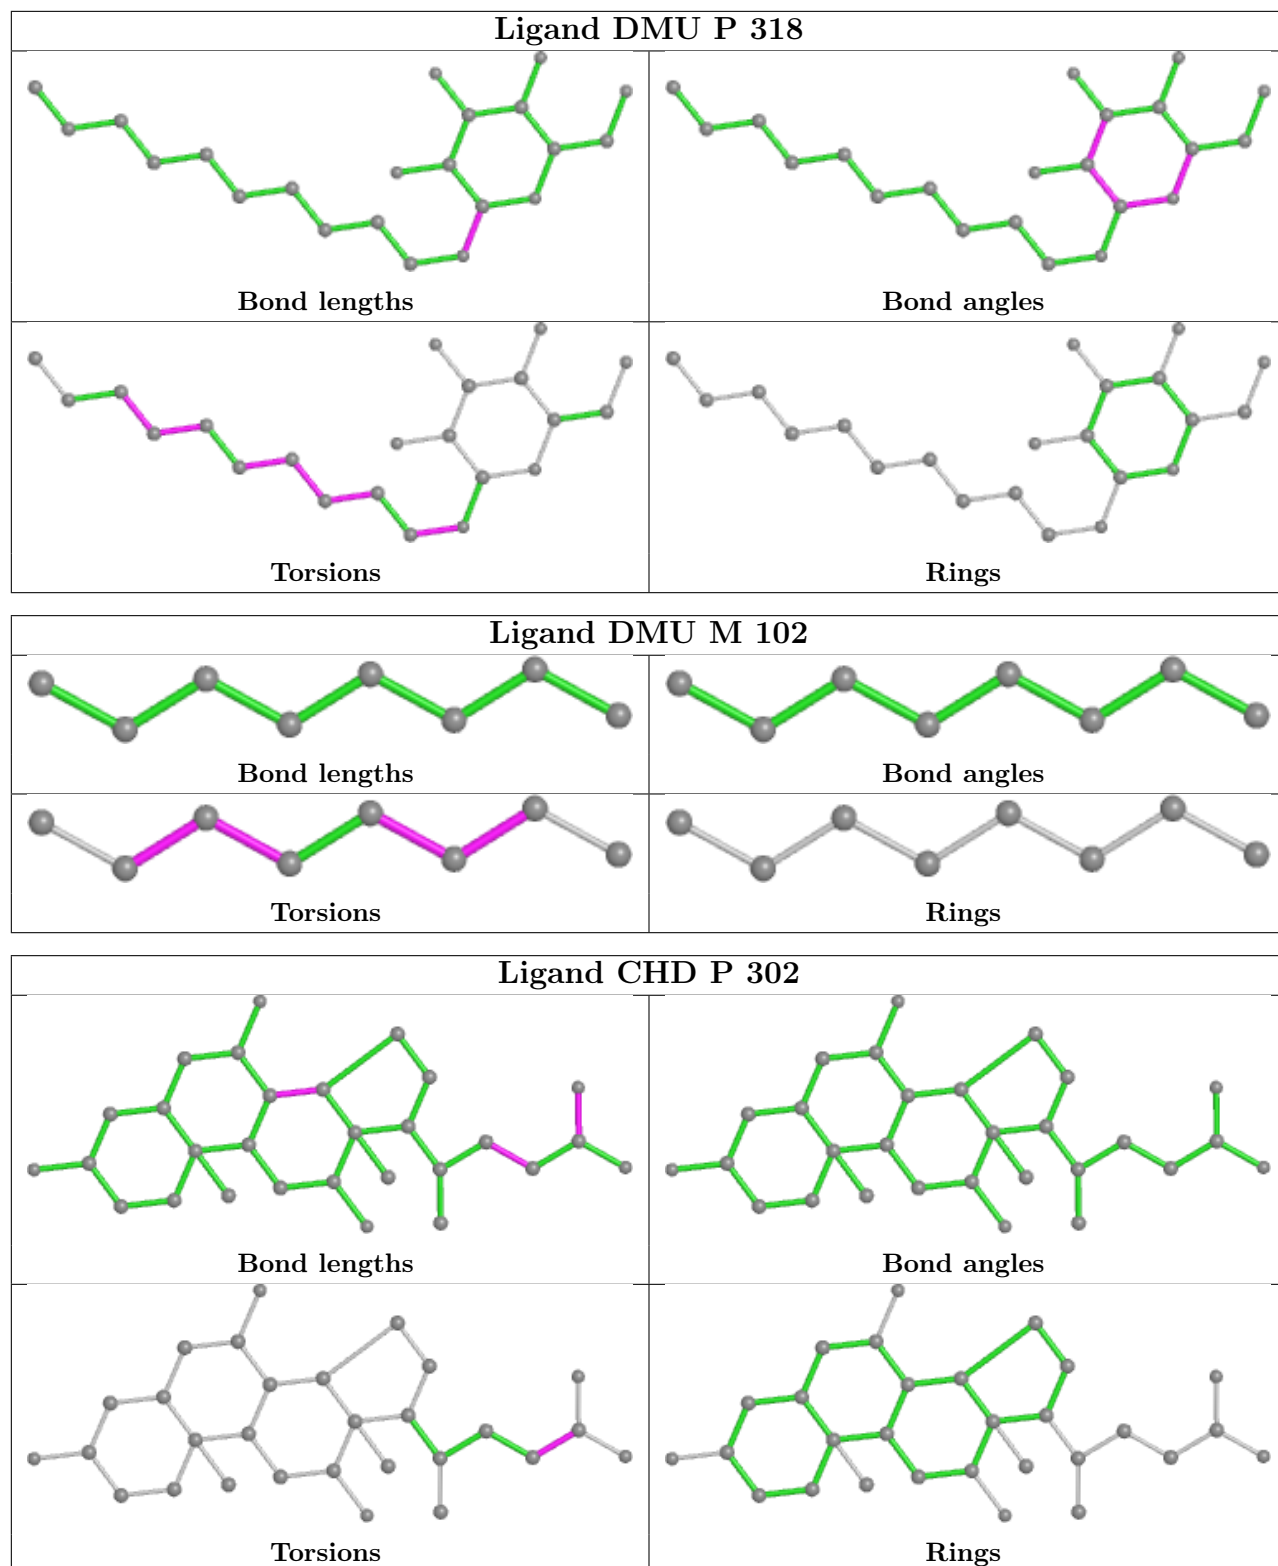 Ligand DMU P 318
Bond lengths
Bond angles
Torsions
Rings
Ligand DMU M 102
Bond lengths
Bond angles
Torsions
Rings
Ligand CHD P 302
Bond lengths
Bond angles
Torsions
Rings